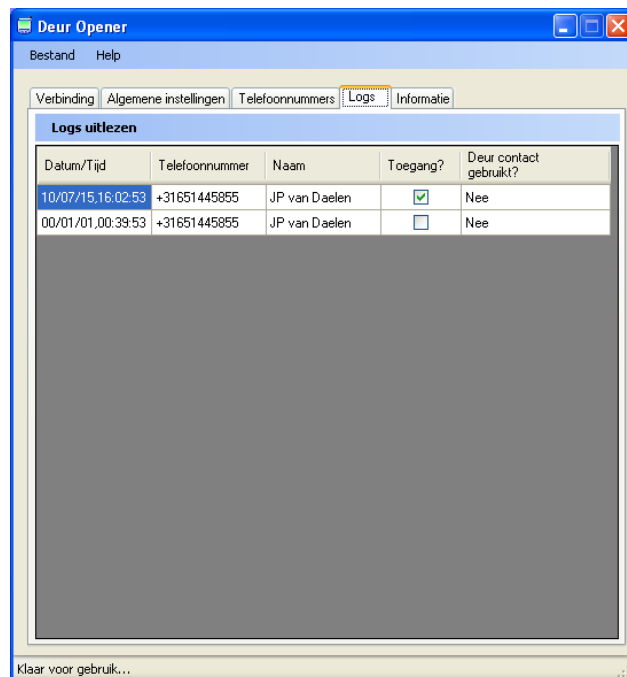 Deur Opener
Bestand Help
Verbinding Algemene instellingen Telefoonnummers Logs Informatie
Logs uitlezen
Datum/Tijd Telefoonnummer Naam Toegang? Deur contact gebruikt?
10/07/15,16:02:53 +31651445855 JP van Daelen Nee
00/01/01,00:39:53 +31651445855 JP van Daelen Nee
Klaar voor gebruik...